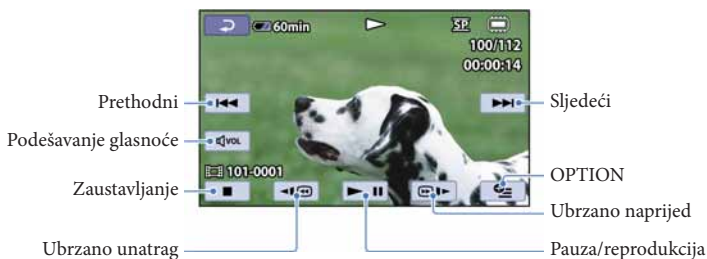 60min
SP
100/112
00:00:14
Prethodni
Sljedeći
Podešavanje glasnoće
VOL
101-0001
Zaustavljanje
OPTION
Ubrzano naprijed
Ubrzano unatrag
Pauza/reprodukcija